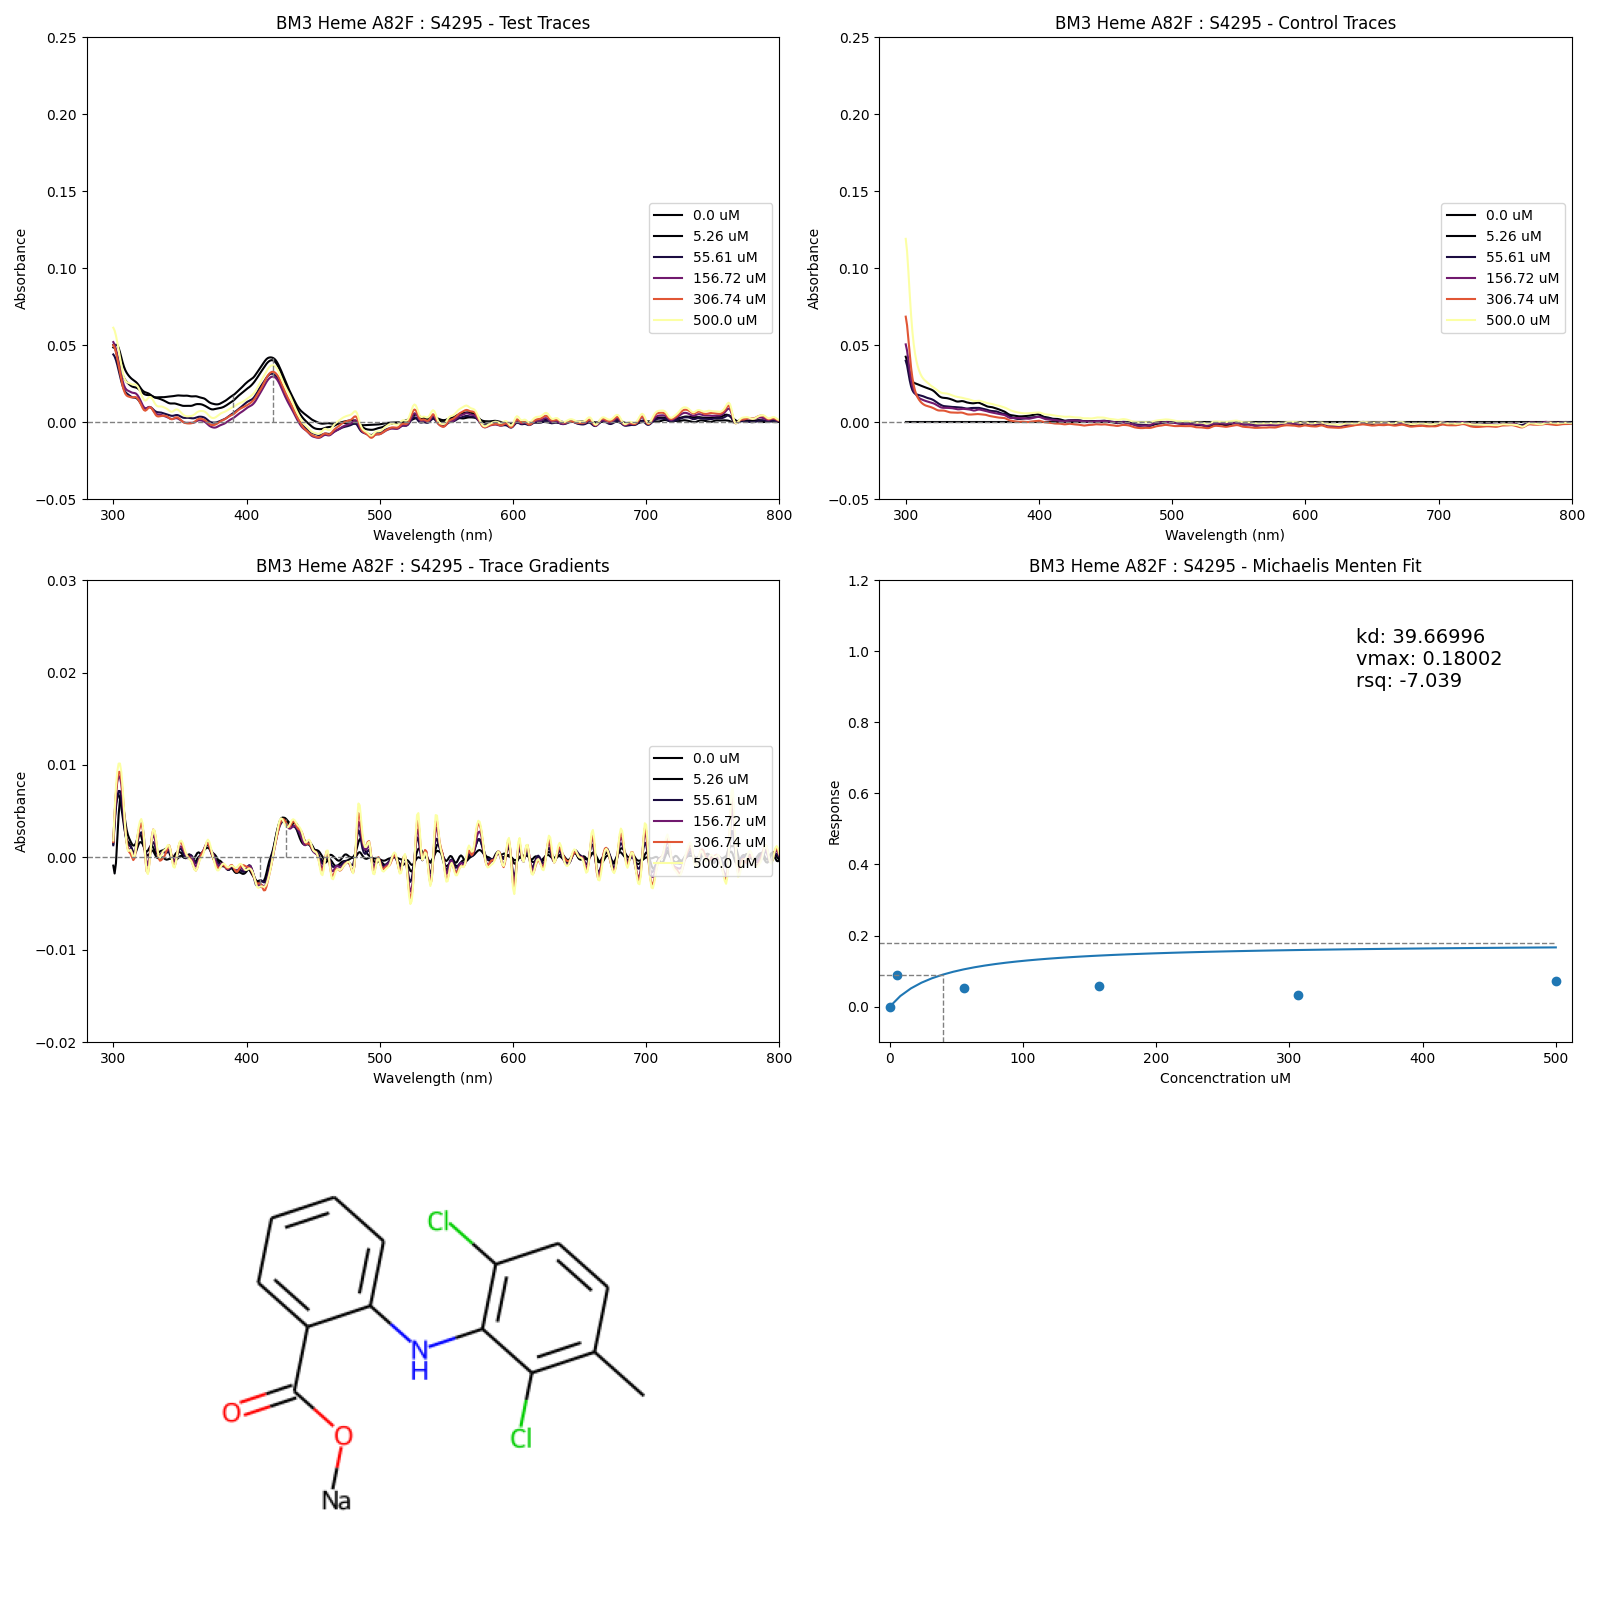 BM3 Heme A82F : S4295 - Test Traces
0.25
0.20
0.15
0.10
0.05
0.00
−0.05
Absorbance
300 400 500 600 700 800
Wavelength (nm)
0.0 uM
5.26 uM
55.61 uM
156.72 uM
306.74 uM
500.0 uM
BM3 Heme A82F : S4295 - Control Traces
0.25
0.20
0.15
0.10
0.05
0.00
−0.05
Absorbance
300 400 500 600 700 800
Wavelength (nm)
0.0 uM
5.26 uM
55.61 uM
156.72 uM
306.74 uM
500.0 uM
BM3 Heme A82F : S4295 - Trace Gradients
0.03
0.02
0.01
0.00
−0.01
−0.02
Absorbance
300 400 500 600 700 800
Wavelength (nm)
0.0 uM
5.26 uM
55.61 uM
156.72 uM
306.74 uM
500.0 uM
BM3 Heme A82F : S4295 - Michaelis Menten Fit
1.2
1.0
0.8
0.6
0.4
0.2
0.0
Response
0 100 200 300 400 500
Concenctration uM
kd: 39.66996
vmax: 0.18002
rsq: -7.039
Cl
N
H
O
O
Cl
Na